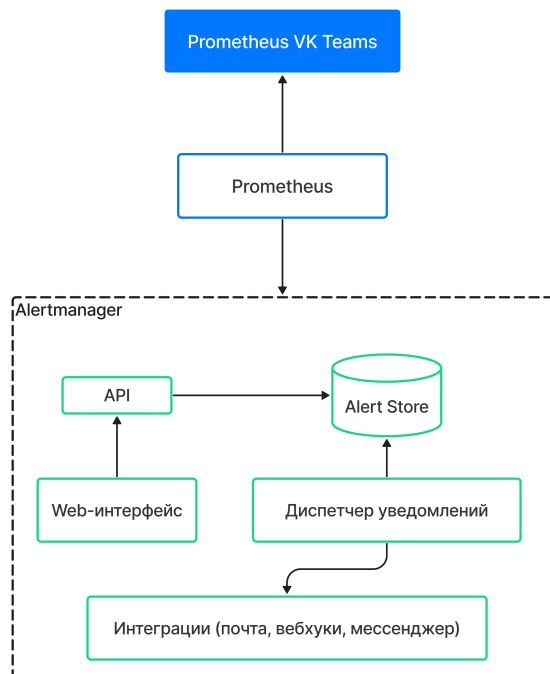 Prometheus VK Teams
Prometheus
Alertmanager
API
Alert Store
Web-интерфейс
Диспетчер уведомлений
Интеграции (почта, вебхуки, мессенджер)